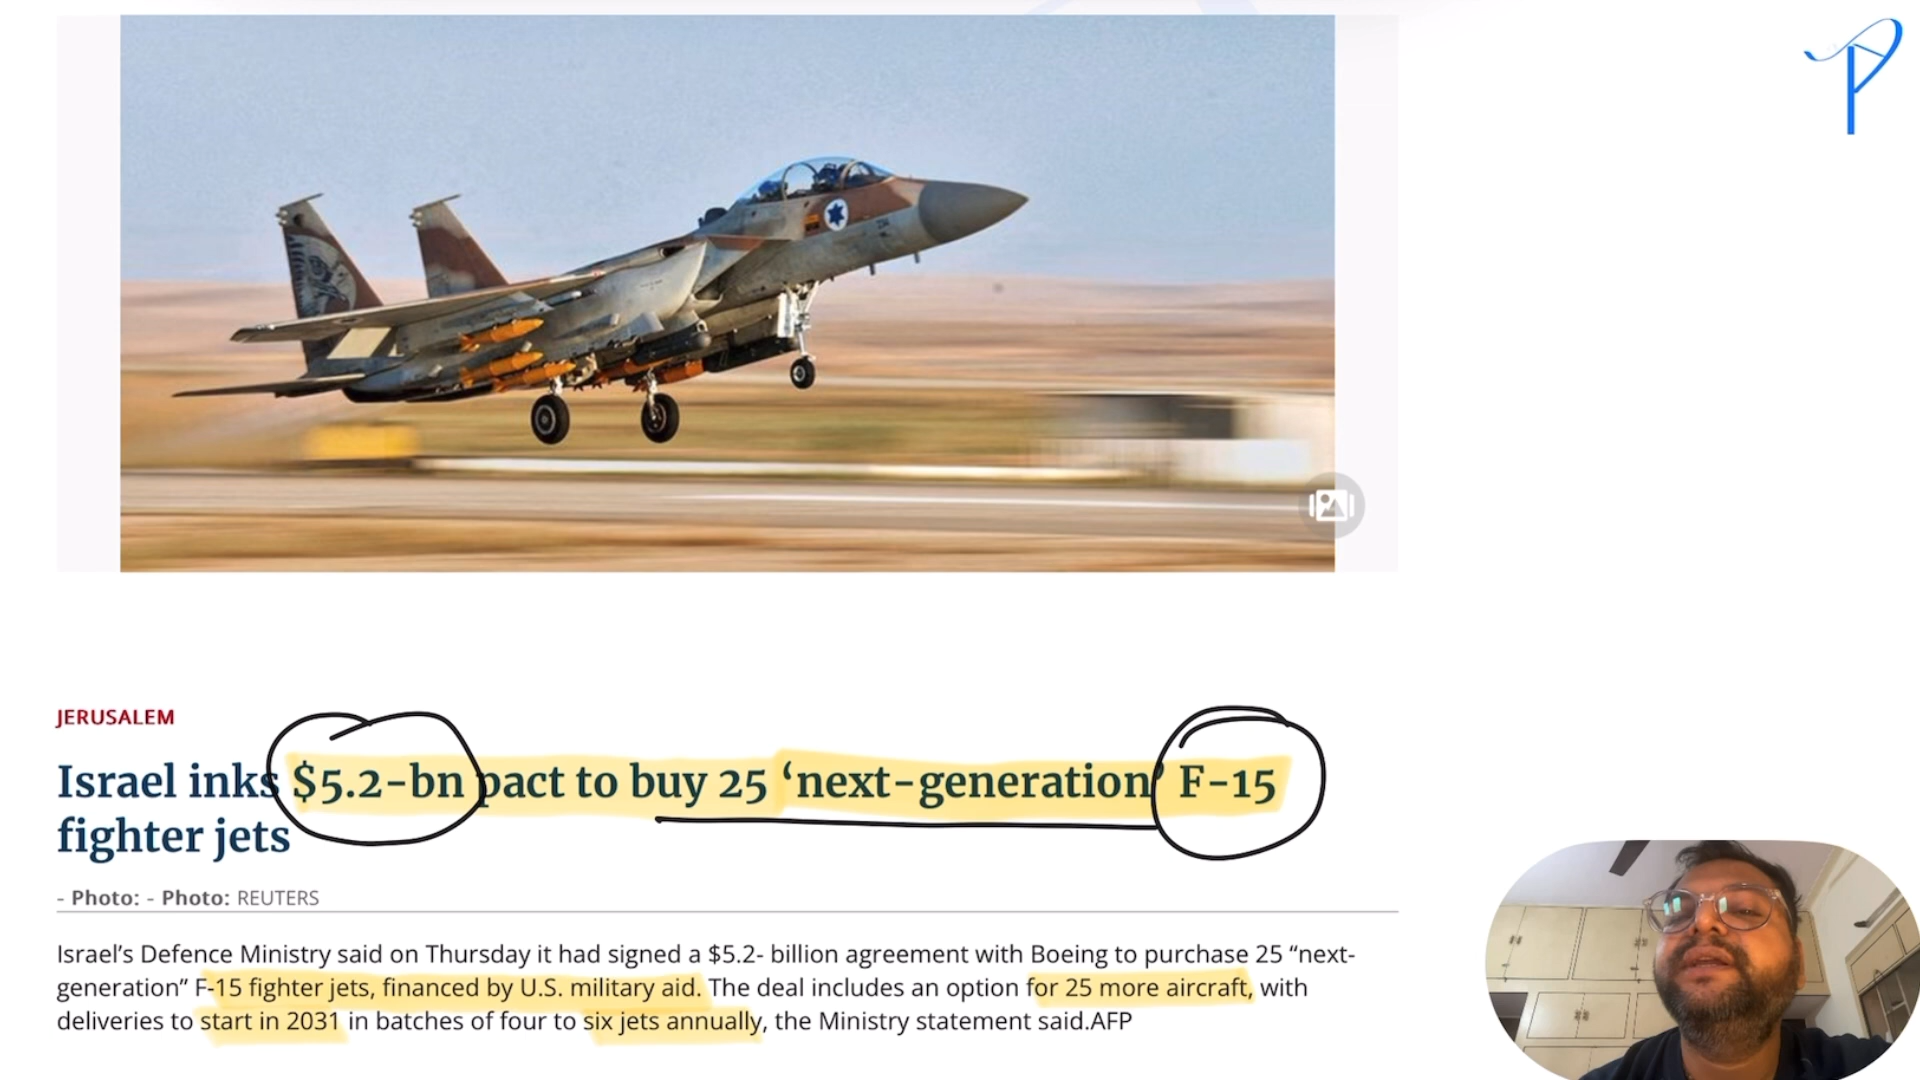 JERUSALEM
Israel inks $5.2-bn pact to buy 25 ‘next-generation’ F-15
fighter jets
- Photo: - Photo: REUTERS
Israel’s Defence Ministry said on Thursday it had signed a $5.2- billion agreement with Boeing to purchase 25 “next-
generation” F-15 fighter jets, financed by U.S. military aid. The deal includes an option for 25 more aircraft, with
deliveries to start in 2031 in batches of four to six jets annually, the Ministry statement said.AFP